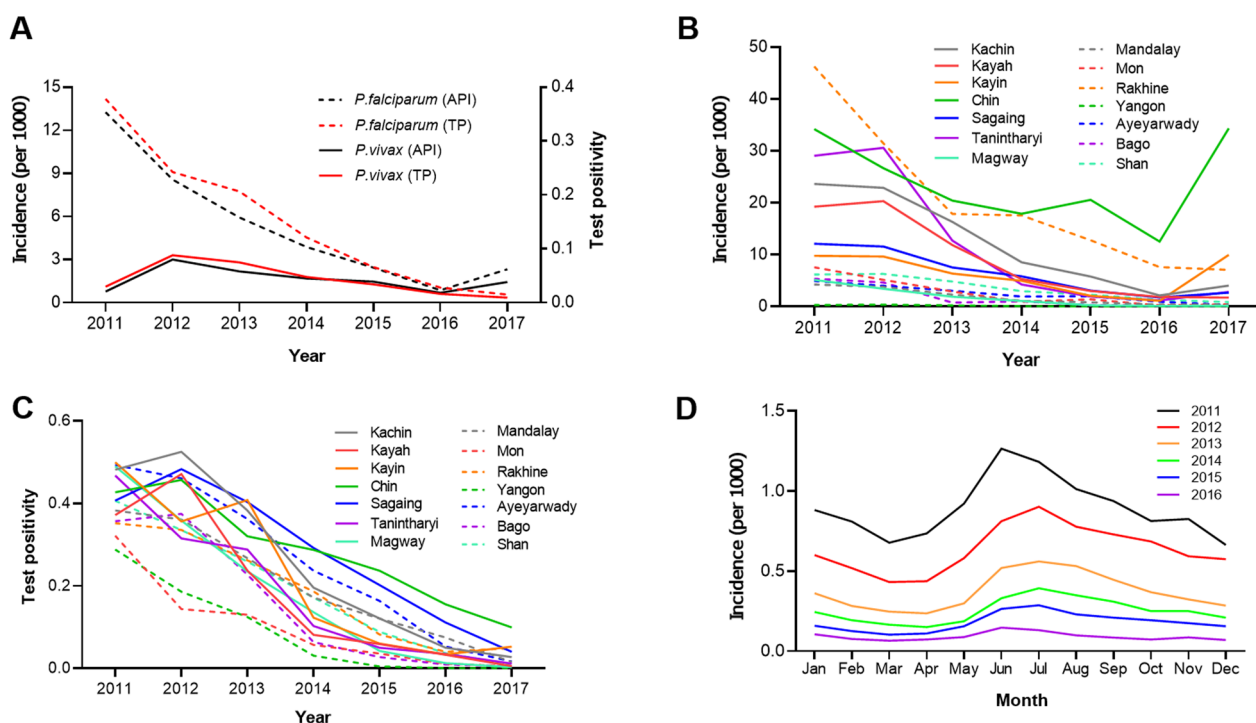 A
15
12
9
6
3
0
Incidence (per 1000)
0.4
0.3
0.2
0.1
0.0
Test positivity
P.falciparum (API)
P.falciparum (TP)
P.vivax (API)
P.vivax (TP)
2011 2012 2013 2014 2015 2016 2017
Year
B
50
40
30
20
10
0
Incidence (per 1000)
Kachin
Kayah
Kayin
Chin
Sagaing
Tanintharyi
Magway
Mandalay
Mon
Rakhine
Yangon
Ayeyarwady
Bago
Shan
2011 2012 2013 2014 2015 2016 2017
Year
C
0.6
0.4
0.2
0.0
Test positivity
Kachin
Kayah
Kayin
Chin
Sagaing
Tanintharyi
Magway
Mandalay
Mon
Rakhine
Yangon
Ayeyarwady
Bago
Shan
2011 2012 2013 2014 2015 2016 2017
Year
D
1.5
1.0
0.5
0.0
Incidence (per 1000)
2011
2012
2013
2014
2015
2016
Jan Feb Mar Apr May Jun Jul Aug Sep Oct Nov Dec
Month